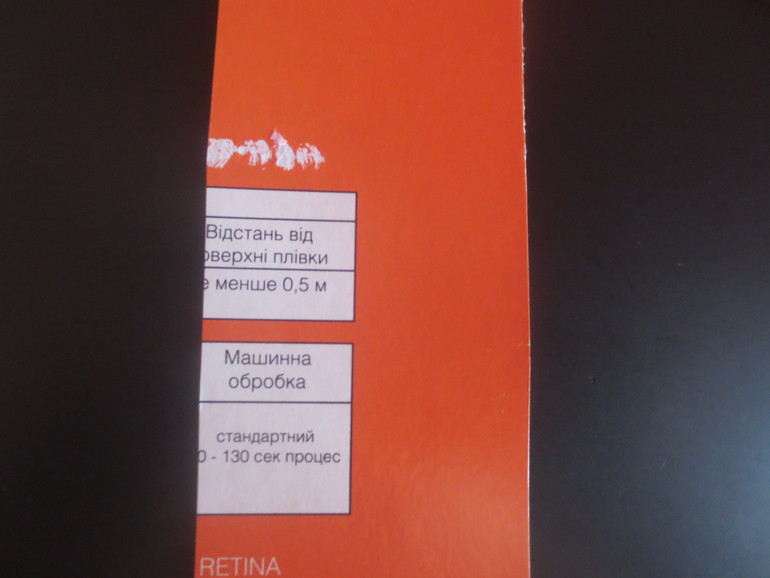 Відстань від
оверхні плівки
е менше 0,5 м
Машинна
обробка
стандартний
0 - 130 сек процес
RETINA